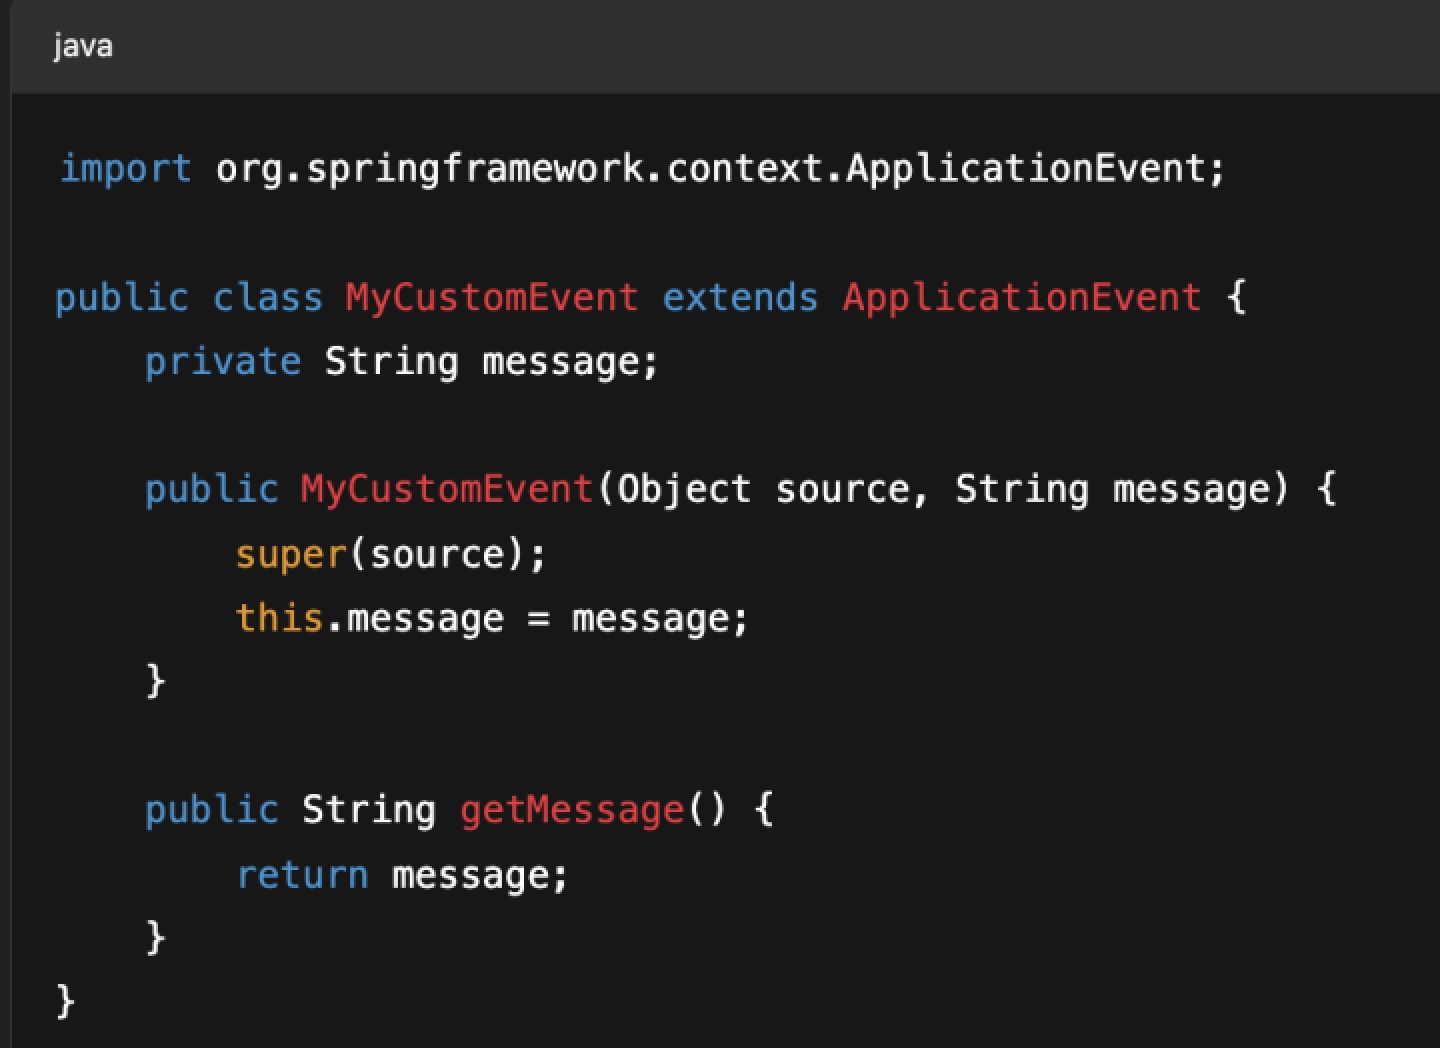 java
import org.springframework.context.ApplicationEvent;
public class MyCustomEvent extends ApplicationEvent {
    private String message;
    public MyCustomEvent(Object source, String message) {
        super(source);
        this.message = message;
    }
    public String getMessage() {
        return message;
    }
}